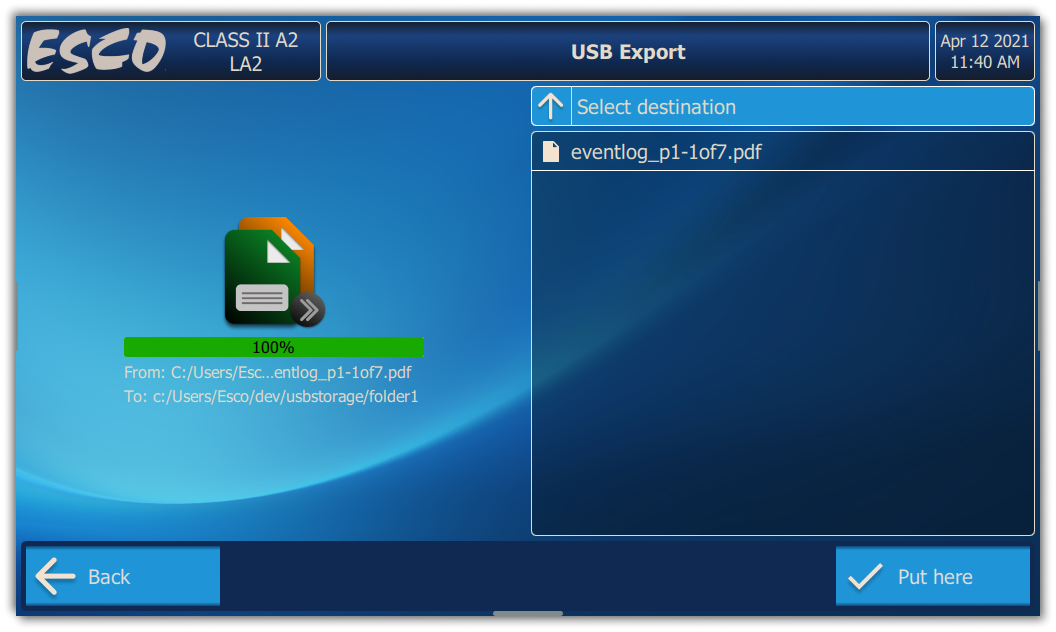 ESCO
CLASS II A2
LA2
USB Export
Apr 12 2021
11:40 AM
Select destination
eventlog_p1-1of7.pdf
100%
From: C:/Users/Esc...entlog_p1-1of7.pdf
To: c:/Users/Esco/dev/usbstorage/folder1
Back
Put here